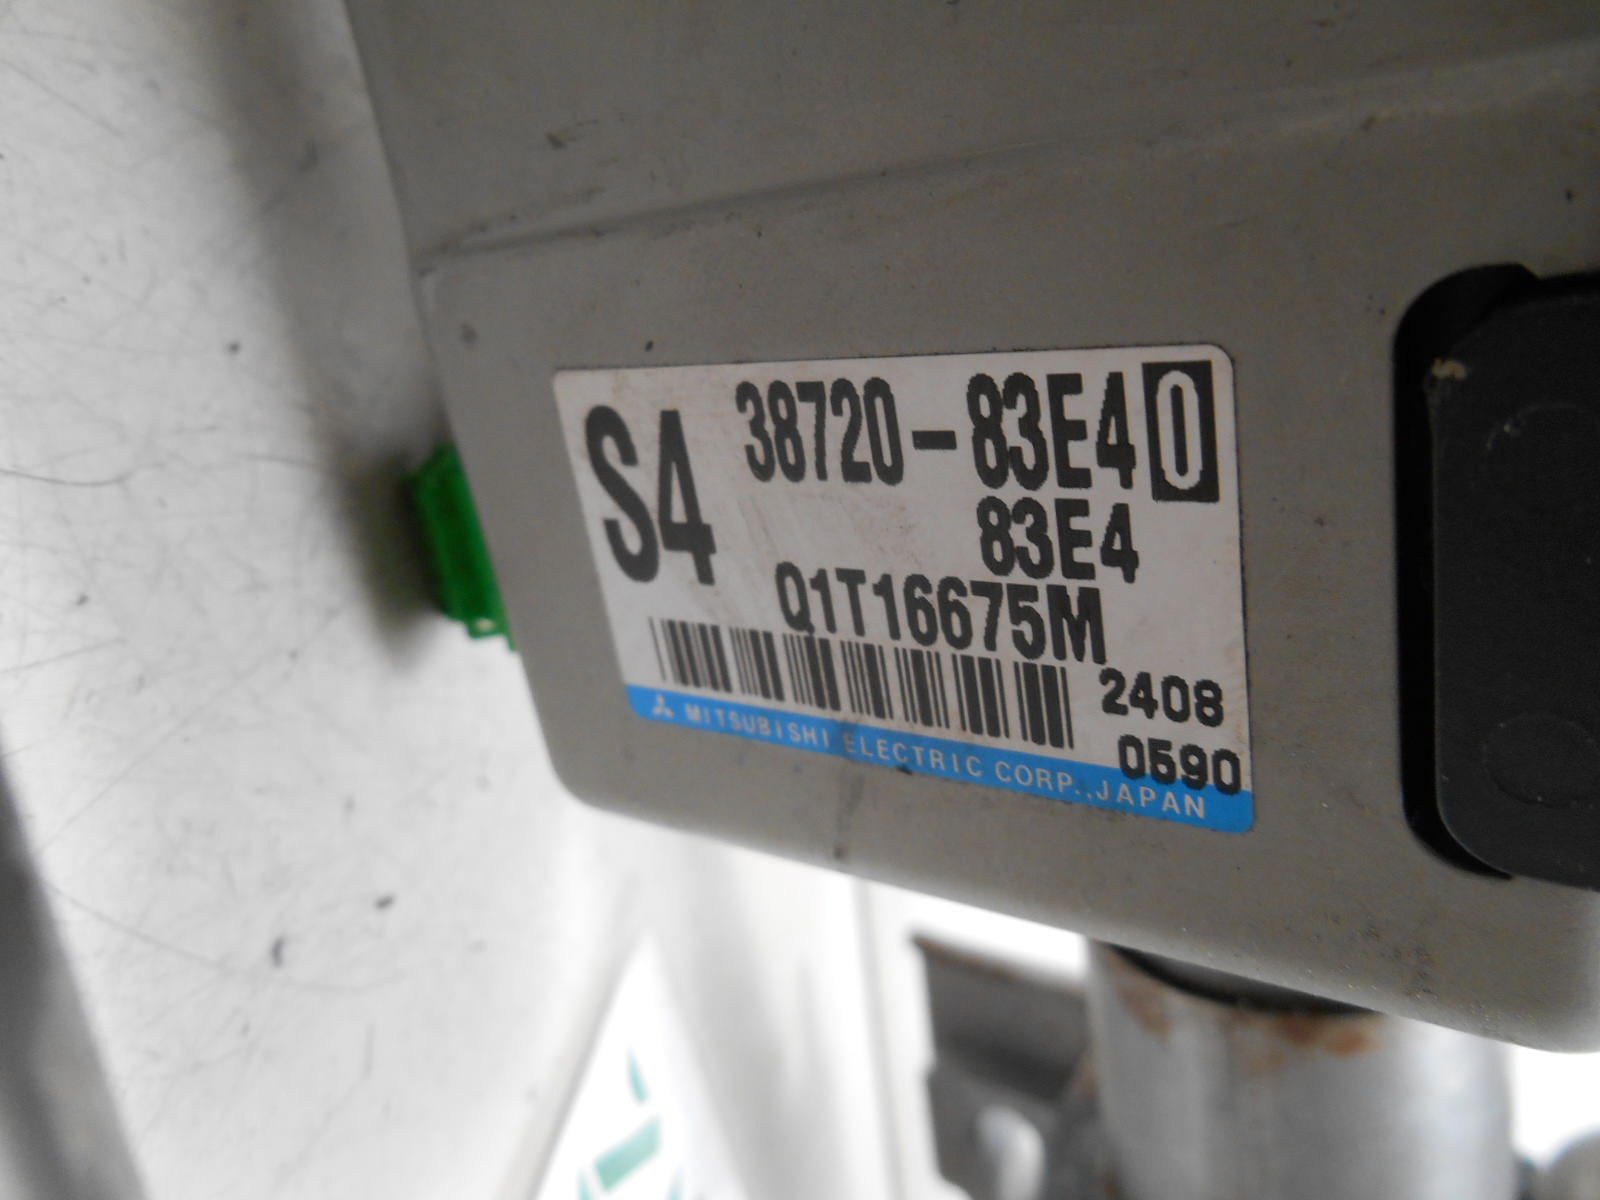 S4 38720-83E40
83E4
Q1T16675M
2408
0590
MITSUBISHI ELECTRIC CORP.,JAPAN